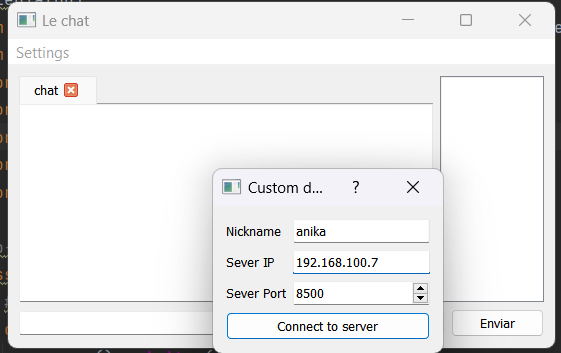 Le chat
Settings
chat
Custom d... ?
Nickname anika
Sever IP 192.168.100.7
Sever Port 8500
Connect to server
Enviar